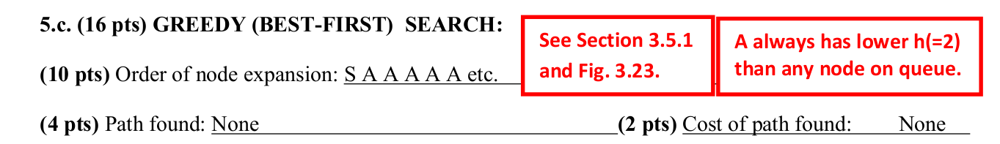 5.c. (16 pts) GREEDY (BEST-FIRST) SEARCH:
See Section 3.5.1
and Fig. 3.23.
A always has lower h(=2)
than any node on queue.
(10 pts) Order of node expansion: S A A A A A etc.
(4 pts) Path found: None (2 pts) Cost of path found: None